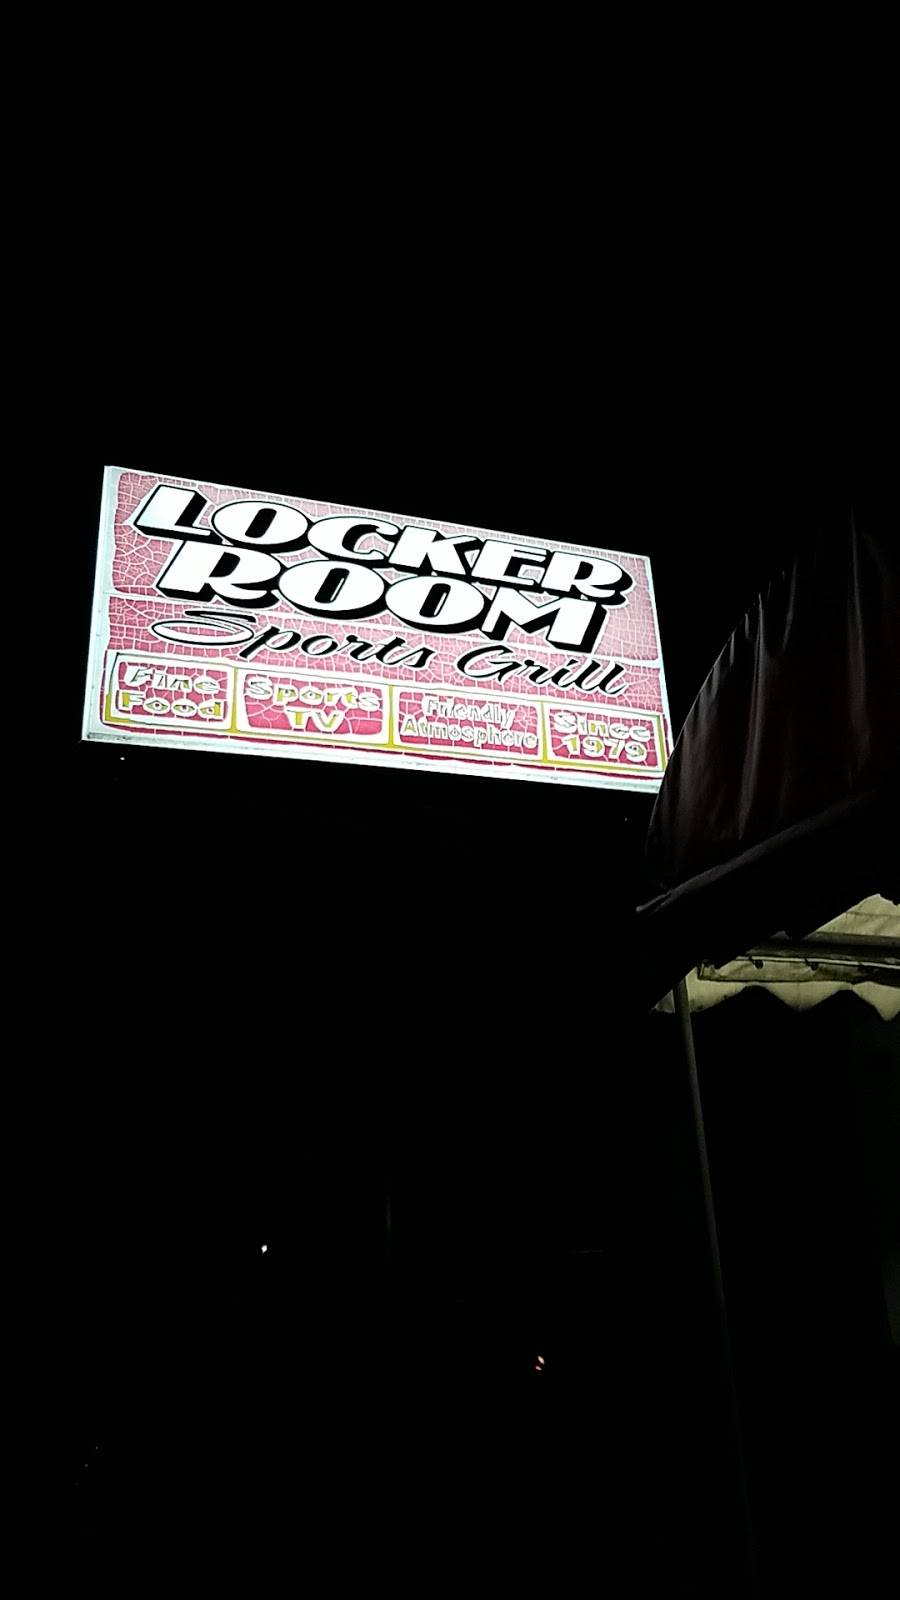 LOCKER
ROOM
Sports Grill
Fine
Food
Sports
TV
Friendly
Atmosphere
Since
1979